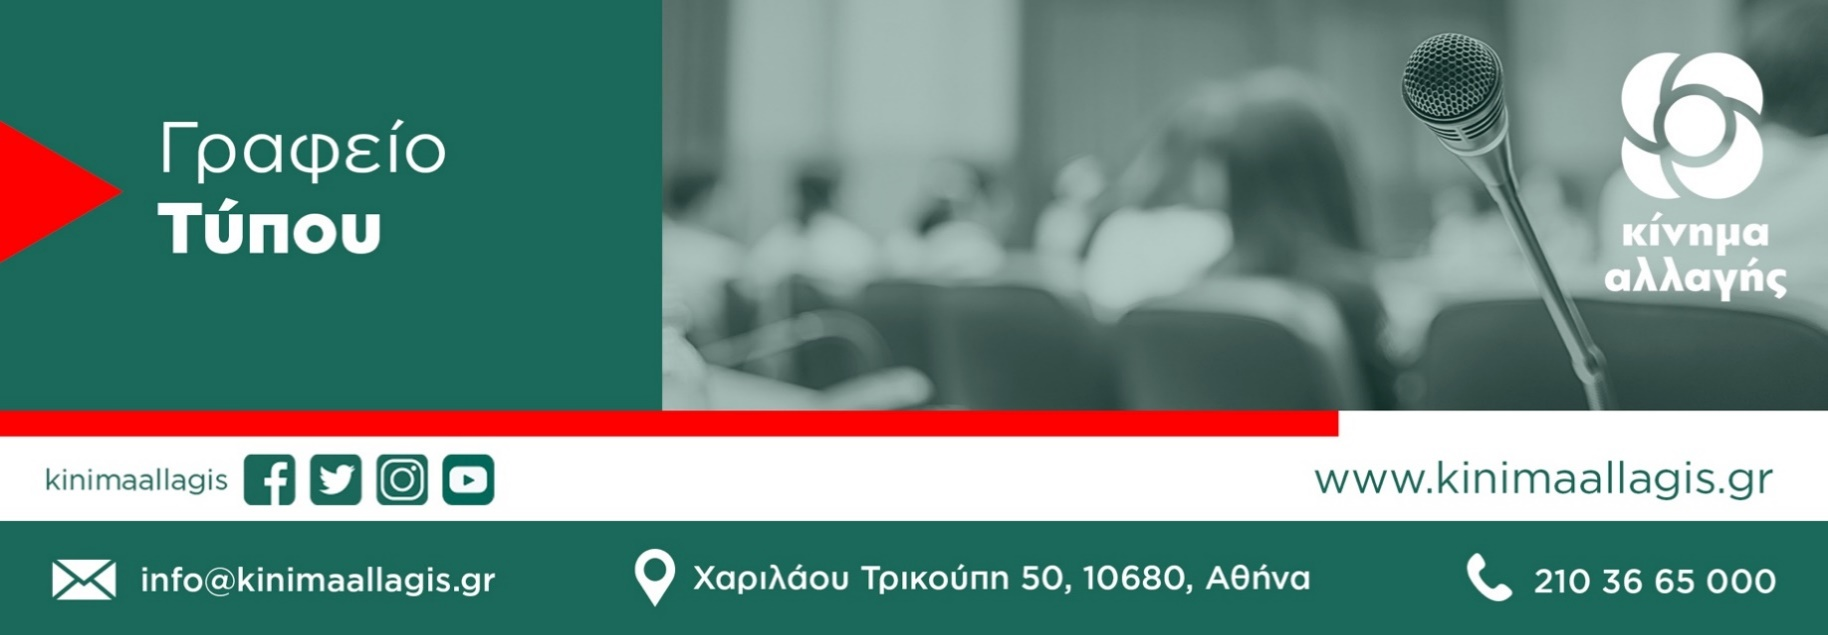 Γραφείο
Τύπου
κίνημα
αλλαγής
kinimaallagis
www.kinimaallagis.gr
info@kinimaallagis.gr
Χαριλάου Τρικούπη 50, 10680, Αθήνα
210 36 65 000